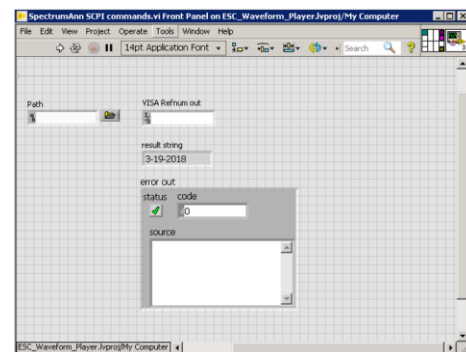 SpectrumAnn SCPI commands.vi Front Panel on ESC_Waveform_Player.lvproj/My Computer
File Edit View Project Operate Tools Window Help
14pt Application Font Search
Path
VISA Refnum out
result string
3-19-2018
error out
status code
0
source
ESC_Waveform_Player.lvproj/My Computer